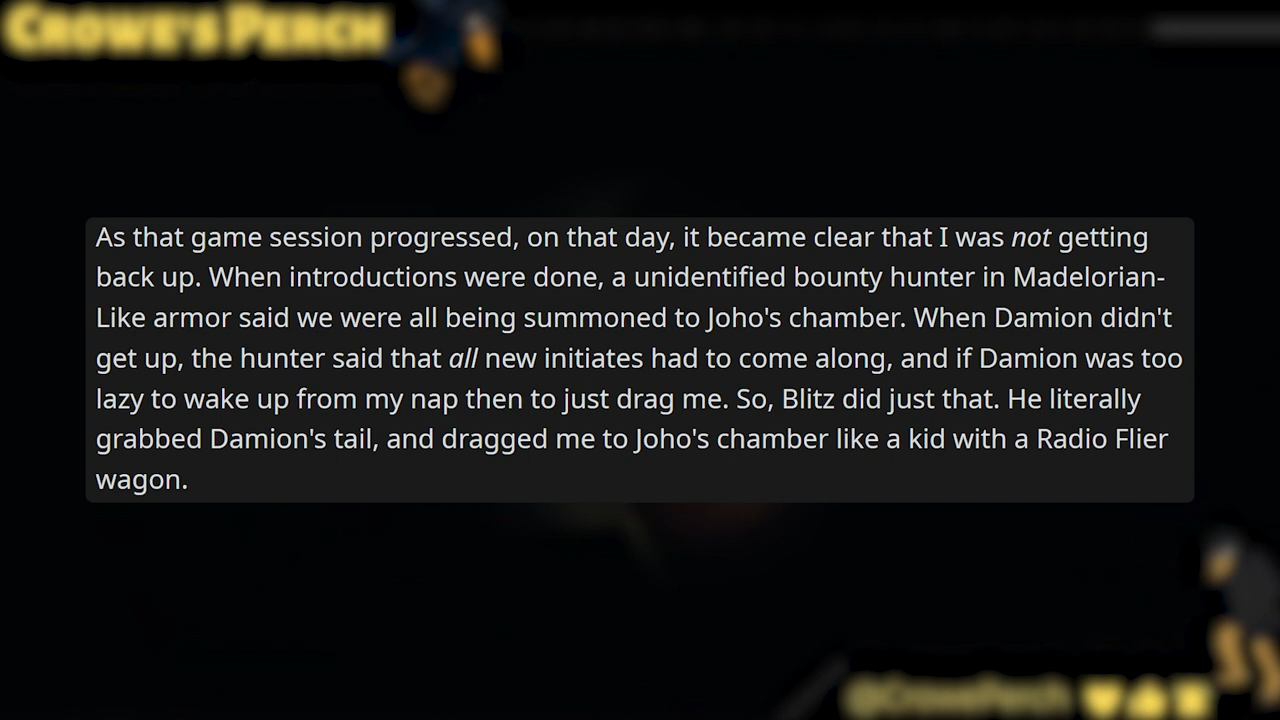 CROWE'S PERCH
As that game session progressed, on that day, it became clear that I was not getting
back up. When introductions were done, a unidentified bounty hunter in Madelorian-
Like armor said we were all being summoned to Joho's chamber. When Damion didn't
get up, the hunter said that all new initiates had to come along, and if Damion was too
lazy to wake up from my nap then to just drag me. So, Blitz did just that. He literally
grabbed Damion's tail, and dragged me to Joho's chamber like a kid with a Radio Flier
wagon.
@CrowsPerch